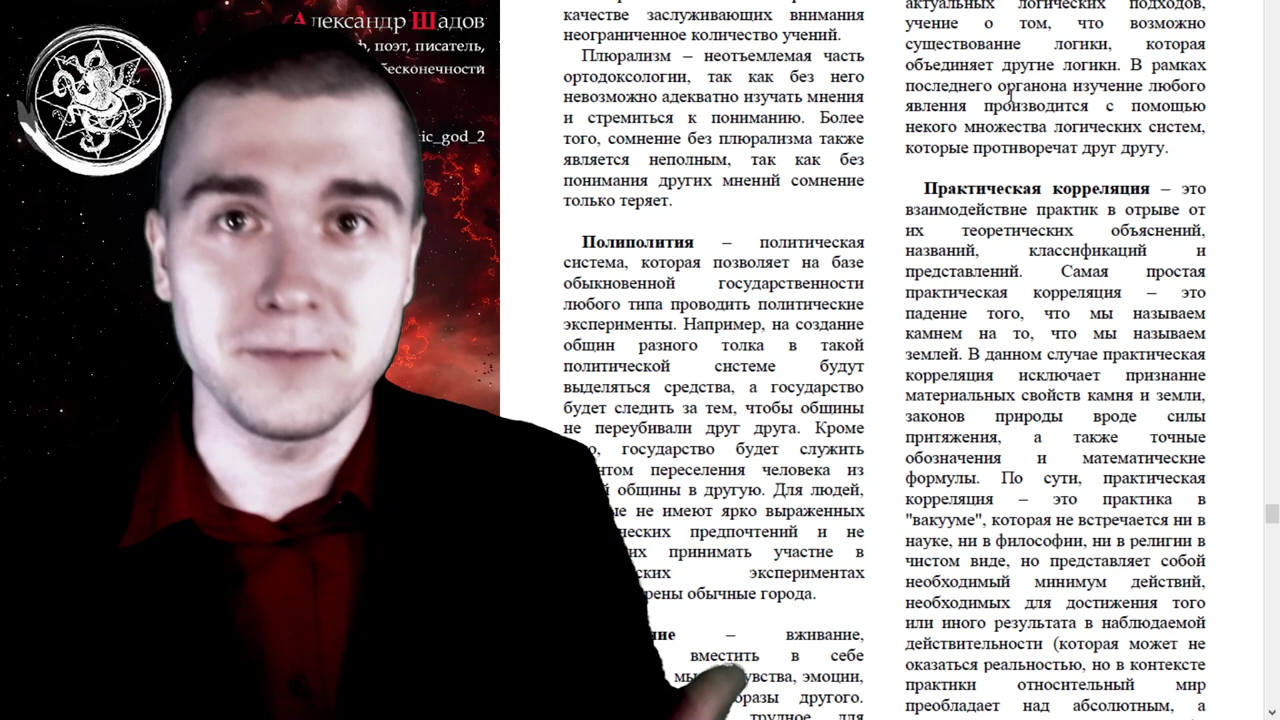 Александр Шадов
поэт, писатель,
бесконечности
tic_god_2
качестве заслуживающих внимания
неограниченное количество учений.
Плюрализм – неотъемлемая часть
ортодоксологии, так как без него
невозможно адекватно изучать мнения
и стремиться к пониманию. Более
того, сомнение без плюрализма также
является неполным, так как без
понимания других мнений сомнение
только теряет.
Полиполития – политическая
система, которая позволяет на базе
обыкновенной государственности
любого типа проводить политические
эксперименты. Например, на создание
общин разного толка в такой
политической системе будут
выделяться средства, а государство
будет следить за тем, чтобы общины
не переубивали друг друга. Кроме
государство будет служить
переселения человека из
общины в другую. Для людей,
не имеют ярко выраженных
предпочтений и не
принимать участие в
экспериментах
обычные города.
– вживание,
вместить в себе
эмоции,
другого.
трудное для
актуальных логических подходов,
учение о том, что возможно
существование логики, которая
объединяет другие логики. В рамках
последнего органона изучение любого
явления производится с помощью
некого множества логических систем,
которые противоречат друг другу.
Практическая корреляция – это
взаимодействие практик в отрыве от
их теоретических объяснений,
названий, классификаций и
представлений. Самая простая
практическая корреляция – это
падение того, что мы называем
камнем на то, что мы называем
землей. В данном случае практическая
корреляция исключает признание
материальных свойств камня и земли,
законов природы вроде силы
притяжения, а также точные
обозначения и математические
формулы. По сути, практическая
корреляция – это практика в
"вакууме", которая не встречается ни в
науке, ни в философии, ни в религии в
чистом виде, но представляет собой
необходимый минимум действий,
необходимых для достижения того
или иного результата в наблюдаемой
действительности (которая может не
оказаться реальностью, но в контексте
практики относительный мир
преобладает над абсолютным, а